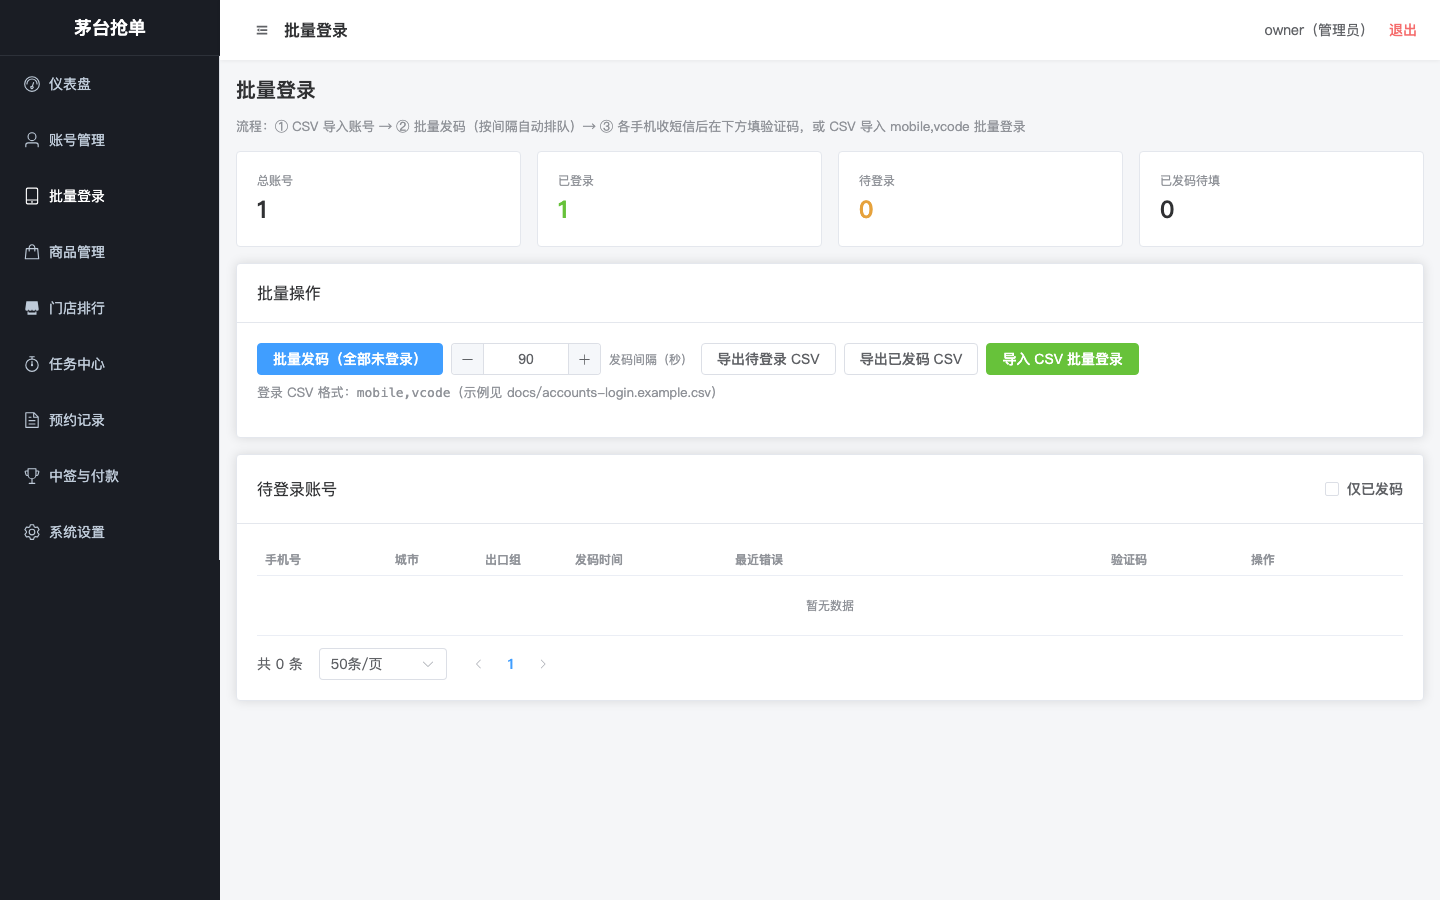 茅台抢单
批量登录
owner（管理员）
退出
仪表盘
账号管理
批量登录
商品管理
门店排行
任务中心
预约记录
中签与付款
系统设置
批量登录
流程：① CSV 导入账号 → ② 批量发码（按间隔自动排队）→ ③ 各手机收短信后在下方填验证码，或 CSV 导入 mobile,vcode 批量登录
总账号
1
已登录
1
待登录
0
已发码待填
0
批量操作
批量发码（全部未登录）
90
发码间隔（秒）
导出待登录 CSV
导出已发码 CSV
导入 CSV 批量登录
登录 CSV 格式：mobile,vcode（示例见 docs/accounts-login.example.csv）
待登录账号
仅已发码
手机号 城市 出口组 发码时间 最近错误 验证码 操作
暂无数据
共 0 条
50条/页
1